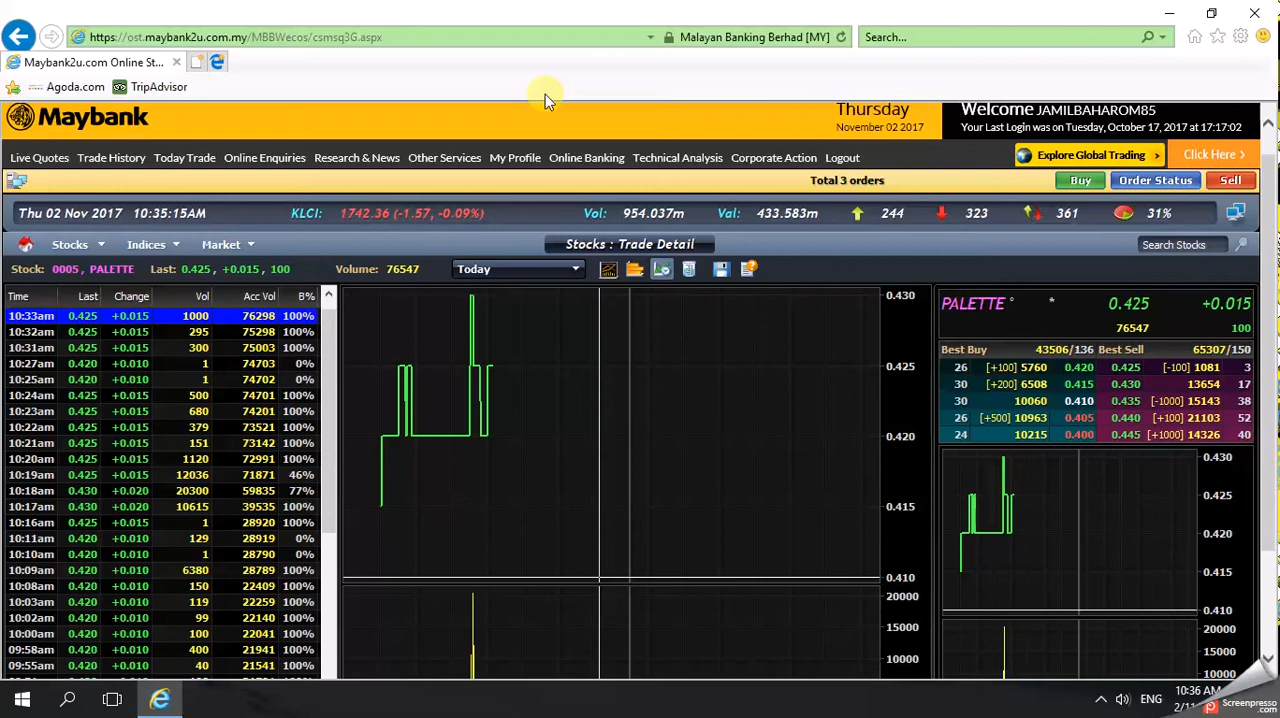 https://ost.maybank2u.com.my/MBBWecos/csmsq3G.aspx
Malayan Banking Berhad [MY]
Search...
Maybank2u.com Online St...
Agoda.com TripAdvisor
Maybank
Thursday
November 02 2017
Welcome JAMILBAHAROM85
Your Last Login was on Tuesday, October 17, 2017,17:17:02
Live Quotes Trade History Today Trade Online Enquiries Research & News Other Services My Profile Online Banking Technical Analysis Corporate Action Logout
Explore Global Trading > Click Here >
Total 3 orders Buy Order Status Sell
Thu 02 Nov 2017 10:35:15AM KLCI: 1742.36 (-1.57, -0.09%) Vol: 954.037m Val: 433.583m 244 323 361 31%
Stocks Indices Market Stocks : Trade Detail Search Stocks
Stock: 0005, PALETTE Last: 0.425, +0.015, 100 Volume: 76547 Today
Time Last Change Vol Acc Vol B%
10:33am 0.425 +0.015 1000 76298 100%
10:32am 0.425 +0.015 295 75298 100%
10:31am 0.425 +0.015 300 75003 100%
10:27am 0.420 +0.010 1 74703 0%
10:25am 0.420 +0.010 1 74702 0%
10:24am 0.425 +0.015 500 74701 100%
10:23am 0.425 +0.015 680 74201 100%
10:22am 0.425 +0.015 379 73521 100%
10:21am 0.425 +0.015 151 73142 100%
10:20am 0.425 +0.015 1120 72991 100%
10:19am 0.425 +0.015 12036 71871 46%
10:18am 0.430 +0.020 20300 59835 77%
10:17am 0.430 +0.020 10615 39535 100%
10:16am 0.425 +0.015 1 28920 100%
10:11am 0.420 +0.010 129 28919 0%
10:10am 0.420 +0.010 1 28790 0%
10:09am 0.420 +0.010 6380 28789 100%
10:08am 0.420 +0.010 150 22409 100%
10:03am 0.420 +0.010 119 22259 100%
10:02am 0.420 +0.010 99 22140 100%
10:00am 0.420 +0.010 100 22041 100%
09:58am 0.420 +0.010 400 21941 100%
09:55am 0.420 +0.010 40 21541 100%
0.430
0.425
0.420
0.415
0.410
20000
15000
10000
PALETTE ° * 0.425 +0.015
76547 100
Best Buy 43506/136 Best Sell 65307/150
26 [+100] 5760 0.420 0.425 [-100] 1081 3
30 [+200] 6508 0.415 0.430 13654 17
30 10060 0.410 0.435 [-1000] 15143 38
26 [+500] 10963 0.405 0.440 [+100] 21103 52
24 10215 0.400 0.445 [+1000] 14326 40
0.430
0.425
0.420
0.415
0.410
20000
15000
10000
ENG
10:36 AM
2/11
Screenpresso
.com